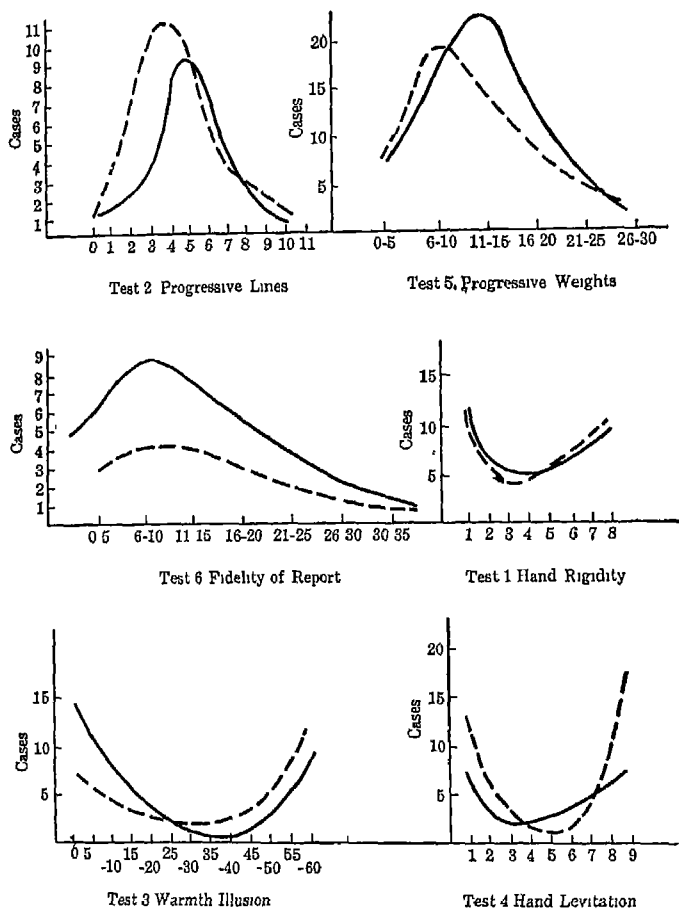 11
10
9
8
7
6
5
4
3
2
1
Cases
0 1 2 3 4 5 6 7 8 9 10 11
Test 2 Progressive Lines
20
15
10
5
Cases
0-5 6-10 11-15 16 20 21-25 26-30
Test 5. Progressive Weights
9
8
7
6
5
4
3
2
1
Cases
0 5 6-10 11 15 16-20 21-25 26 30 30 35
Test 6 Fidelity of Report
15
10
5
Cases
1 2 3 4 5 6 7 8
Test 1 Hand Rigidity
15
10
5
Cases
0 5 15 25 35 45 55
-10 -20 -30 -40 -50 -60
Test 3 Warmth Illusion
20
15
10
5
Cases
1 2 3 4 5 6 7 8 9
Test 4 Hand Levitation